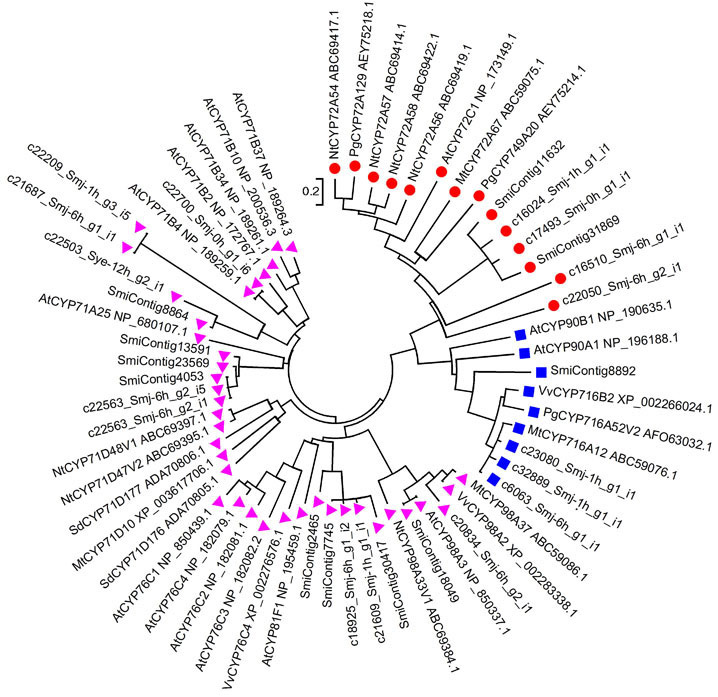 NtCYP72A54 ABC69417.1
PgCYP72A129 AEY75218.1
NtCYP72A57 ABC69414.1
NtCYP72A58 ABC69422.1
NtCYP72A56 ABC69419.1
AtCYP72C1 NP_173149.1
MtCYP72A67 ABC59075.1
PgCYP749A20 AEY75214.1
SmiContig11632
c16024_Smj-1h_g1_i1
c17493_Smj-0h_g1_i1
SmiContig31869
c16510_Smj-6h_g1_i1
c22050_Smj-6h_g2_i1
AtCYP90B1 NP_190635.1
AtCYP90A1 NP_196188.1
SmiContig8892
VvCYP716B2 XP_002266024.1
PgCYP716A52V2 AFO63032.1
MtCYP716A12 ABC59076.1
c23080_Smj-1h_g1_i1
c32889_Smj-1h_g1_i1
c6063_Smj-6h_g1_i1
MtCYP98A37 ABC59086.1
VvCYP98A2 XP_002283338.1
c20834_Smj-6h_g2_i1
AtCYP98A3 NP_850337.1
SmiContig18049
NtCYP98A33V1 ABC69384.1
SmiContig30417
c21609_Smj-1h_g1_i1
c18925_Smj-6h_g1_i2
SmiContig7745
SmiContig2465
AtCYP81F1 NP_195459.1
VvCYP76C4 XP_002276576.1
AtCYP76C3 NP_182082.2
AtCYP76C2 NP_182081.1
AtCYP76C4 NP_182079.1
AtCYP76C1 NP_850439.1
SdCYP71D176 ADA70805.1
MtCYP71D10 XP_003617706.1
SdCYP71D177 ADA70806.1
NtCYP71D47V2 ABC69395.1
NtCYP71D48V1 ABC69397.1
c22563_Smj-6h_g2_i1
c22563_Smj-6h_g2_i5
SmiContig4053
SmiContig23569
SmiContig13591
AtCYP71A25 NP_680107.1
SmiContig8864
c22503_Sye-12h_g2_i1
c21687_Smj-6h_g1_i1
c22209_Smj-1h_g3_i5
AtCYP71B4 NP_189259.1
c22700_Smj-0h_g1_i6
AtCYP71B2 NP_172767.1
AtCYP71B34 NP_189261.1
AtCYP71B10 NP_200536.3
AtCYP71B37 NP_189264.3
0.2